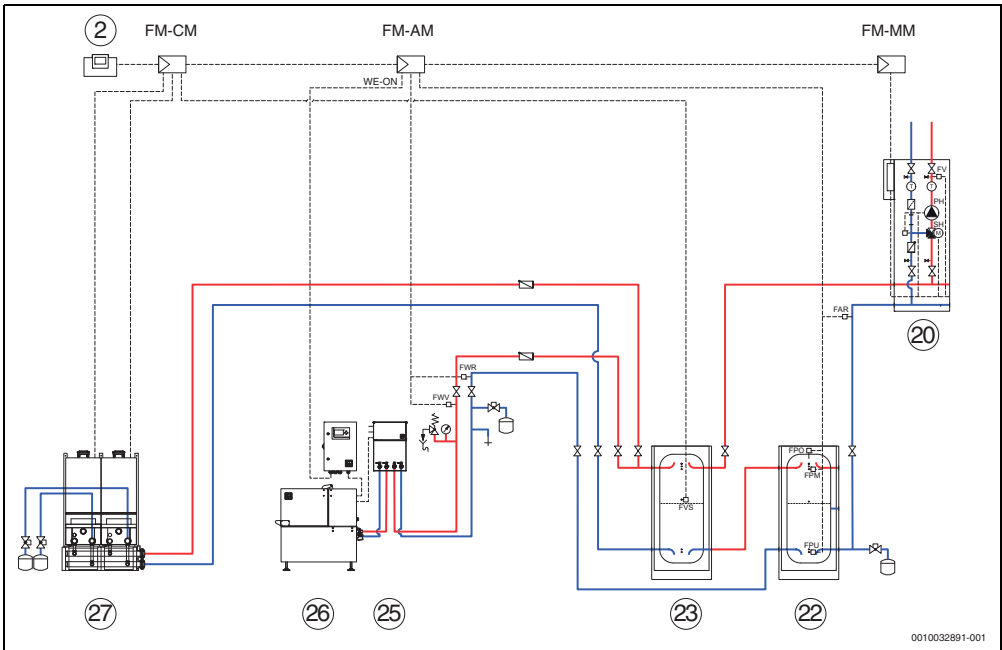 2
FM-CM
FM-AM
FM-MM
WE-ON
FV
T
T
PH
SH
M
FAR
20
FWR
FWV
FPO
FPM
FVS
FPU
27
26
25
23
22
0010032891-001